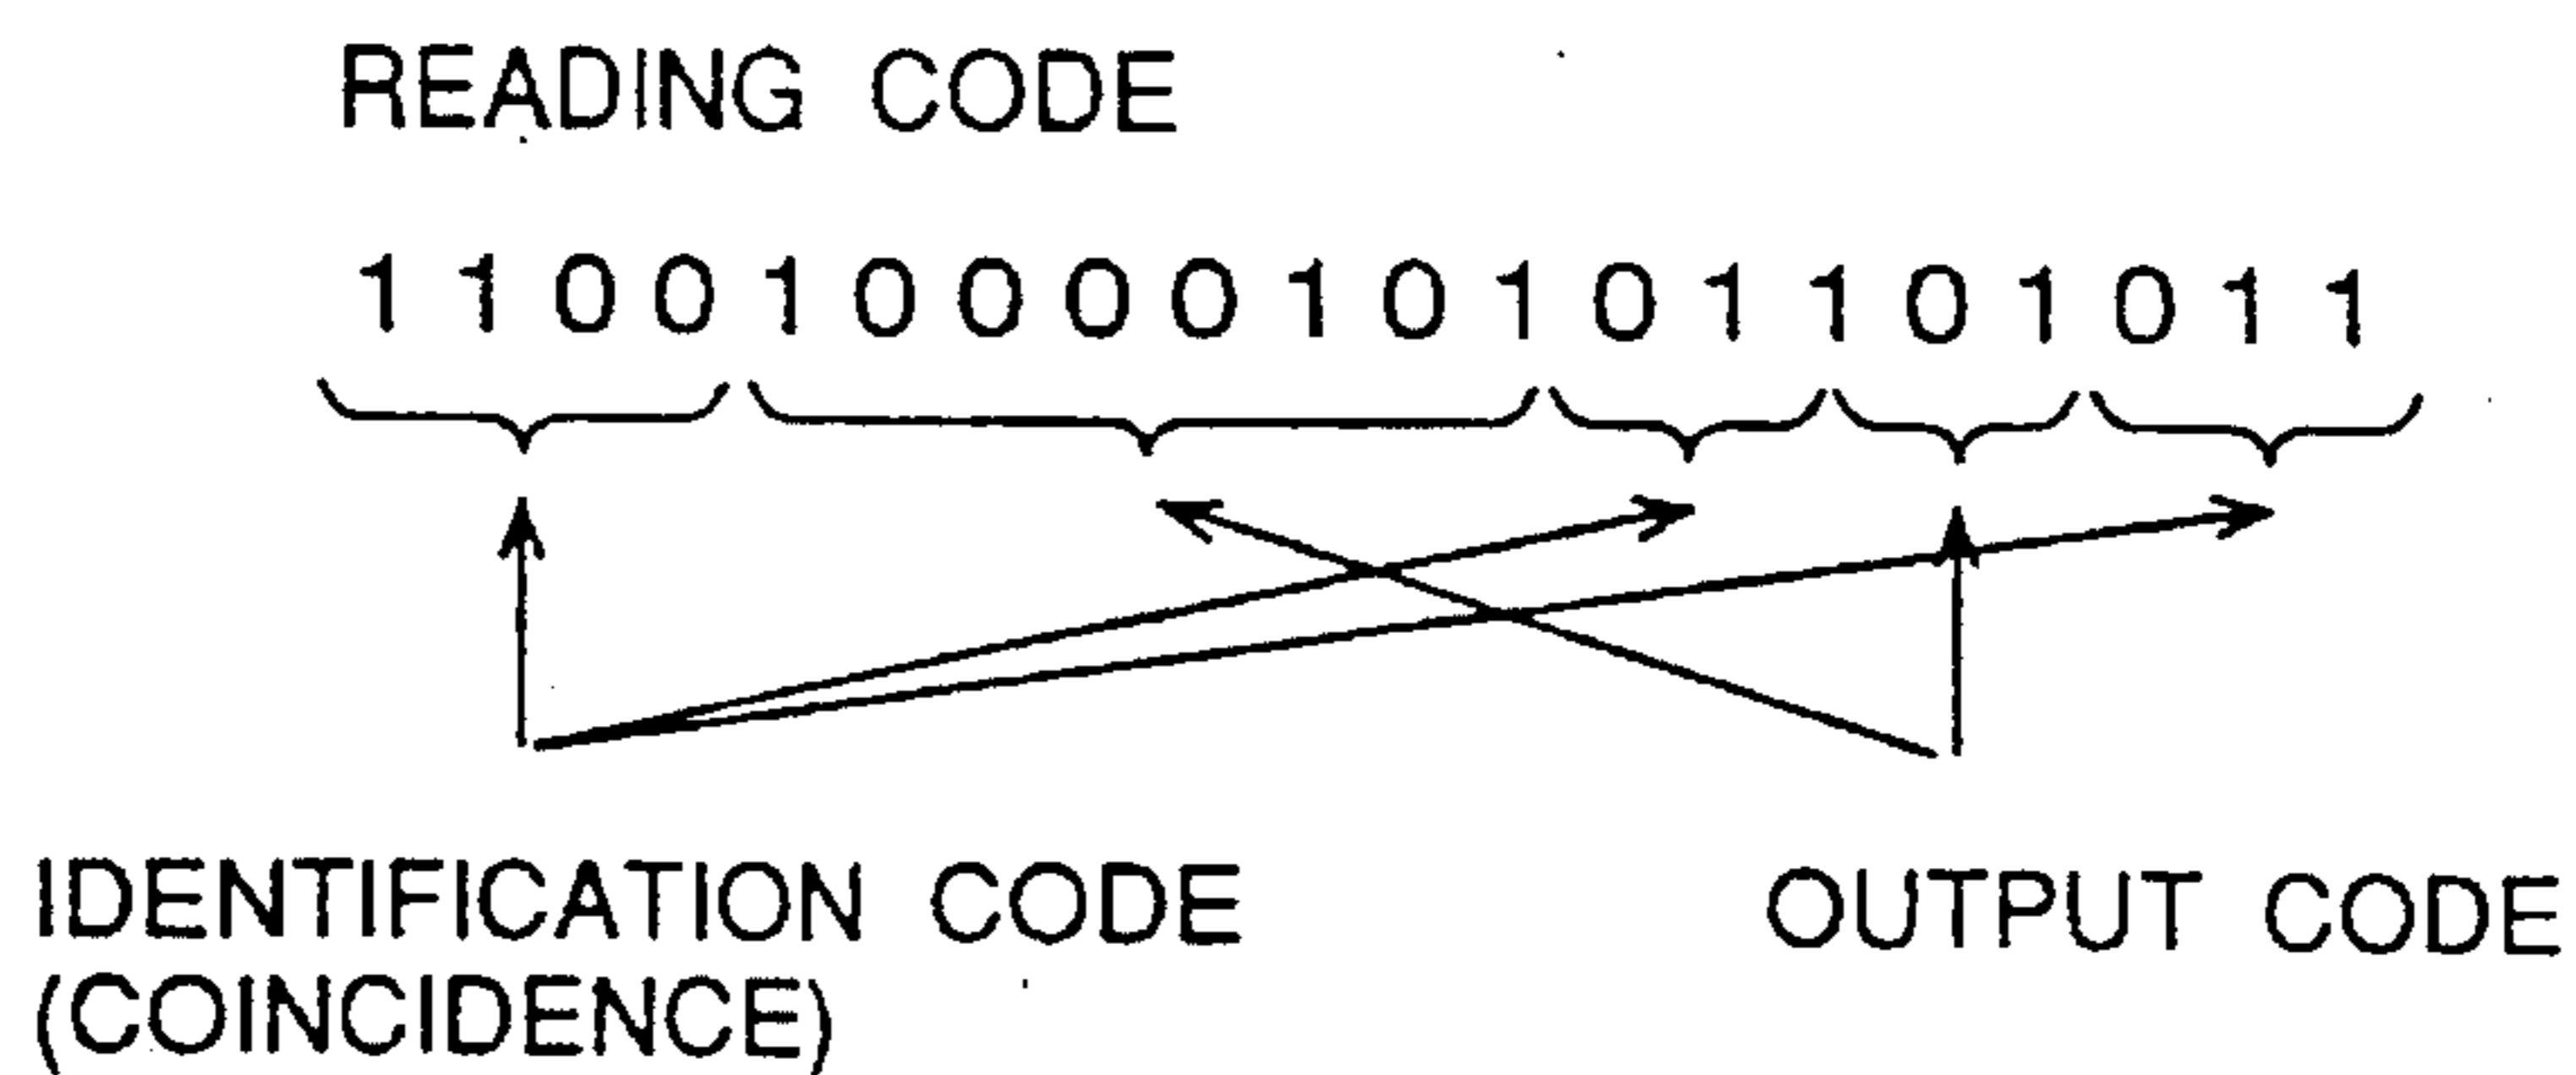 READING CODE
1 1 0 0 1 0 0 0 0 1 0 1 0 1 1 0 1 0 1 1
IDENTIFICATION CODE
OUTPUT CODE
(COINCIDENCE)